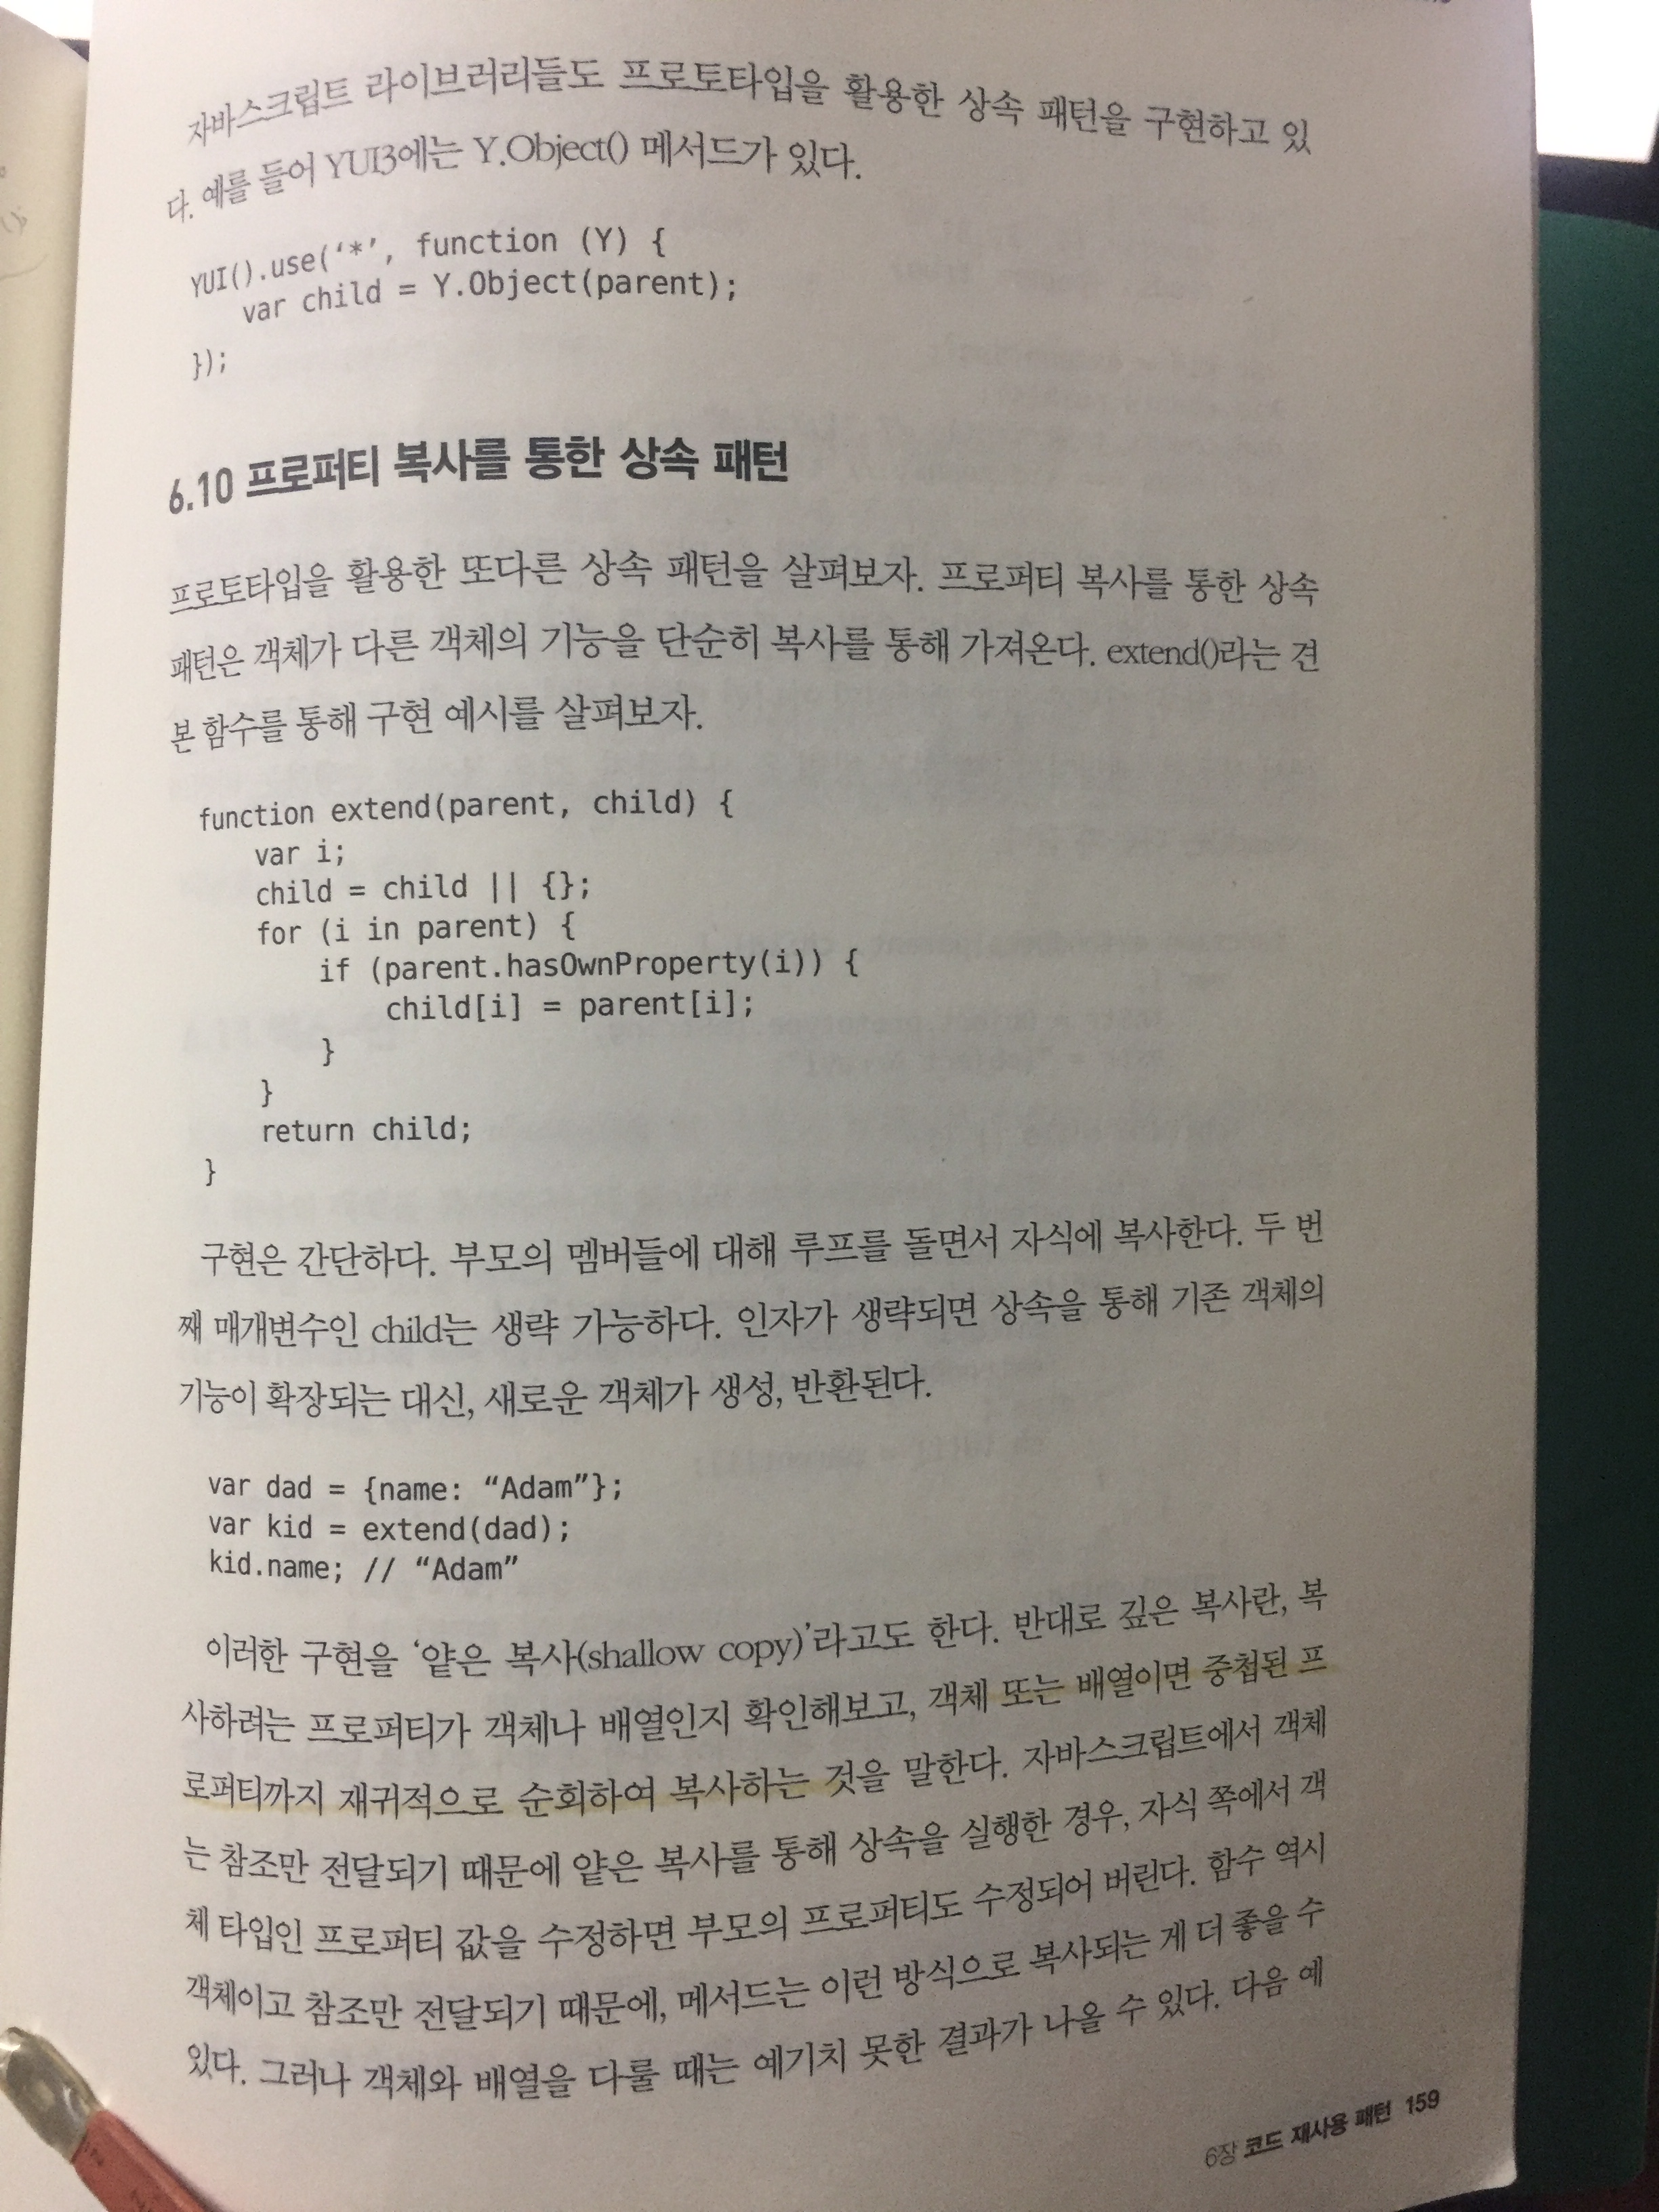 자바스크립트 라이브러리들도 프로토타입을 활용한 상속 패턴을 구현하고 있
다. 예를 들어 YUI3에는 Y.Object() 메서드가 있다.
YUI().use(‘*’, function (Y) {
    var child = Y.Object(parent);
});
6.10 프로퍼티 복사를 통한 상속 패턴
프로토타입을 활용한 또다른 상속 패턴을 살펴보자. 프로퍼티 복사를 통한 상속
패턴은 객체가 다른 객체의 기능을 단순히 복사를 통해 가져온다. extend()라는 견
본 함수를 통해 구현 예시를 살펴보자.
function extend(parent, child) {
    var i;
    child = child || {};
    for (i in parent) {
        if (parent.hasOwnProperty(i)) {
            child[i] = parent[i];
        }
    }
    return child;
}
구현은 간단하다. 부모의 멤버들에 대해 루프를 돌면서 자식에 복사한다. 두 번
째 매개변수인 child는 생략 가능하다. 인자가 생략되면 상속을 통해 기존 객체의
기능이 확장되는 대신, 새로운 객체가 생성, 반환된다.
var dad = {name: “Adam”};
var kid = extend(dad);
kid.name; // “Adam”
이러한 구현을 ‘얕은 복사(shallow copy)’라고도 한다. 반대로 깊은 복사란, 복
사하려는 프로퍼티가 객체나 배열인지 확인해보고, 객체 또는 배열이면 중첩된 프
로퍼티까지 재귀적으로 순회하여 복사하는 것을 말한다. 자바스크립트에서 객체
는 참조만 전달되기 때문에 얕은 복사를 통해 상속을 실행한 경우, 자식 쪽에서 객
체 타입인 프로퍼티 값을 수정하면 부모의 프로퍼티도 수정되어 버린다. 함수 역시
객체이고 참조만 전달되기 때문에, 메서드는 이런 방식으로 복사되는 게 더 좋을 수
있다. 그러나 객체와 배열을 다룰 때는 예기치 못한 결과가 나올 수 있다. 다음 예
6장 코드 재사용 패턴 159